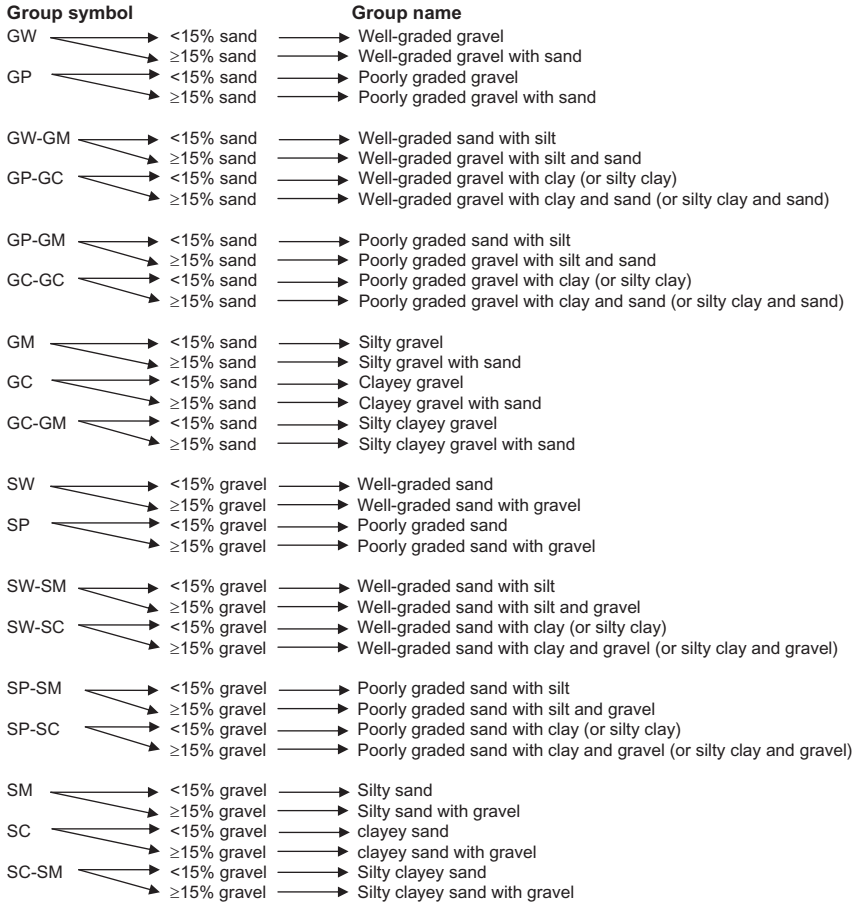 Group symbol Group name
GW <15% sand Well-graded gravel
≥15% sand Well-graded gravel with sand
GP <15% sand Poorly graded gravel
≥15% sand Poorly graded gravel with sand
GW-GM <15% sand Well-graded sand with silt
≥15% sand Well-graded gravel with silt and sand
GP-GC <15% sand Well-graded gravel with clay (or silty clay)
≥15% sand Well-graded gravel with clay and sand (or silty clay and sand)
GP-GM <15% sand Poorly graded sand with silt
≥15% sand Poorly graded gravel with silt and sand
GC-GC <15% sand Poorly graded gravel with clay (or silty clay)
≥15% sand Poorly graded gravel with clay and sand (or silty clay and sand)
GM <15% sand Silty gravel
≥15% sand Silty gravel with sand
GC <15% sand Clayey gravel
≥15% sand Clayey gravel with sand
GC-GM <15% sand Silty clayey gravel
≥15% sand Silty clayey gravel with sand
SW <15% gravel Well-graded sand
≥15% gravel Well-graded sand with gravel
SP <15% gravel Poorly graded sand
≥15% gravel Poorly graded sand with gravel
SW-SM <15% gravel Well-graded sand with silt
≥15% gravel Well-graded sand with silt and gravel
SW-SC <15% gravel Well-graded sand with clay (or silty clay)
≥15% gravel Well-graded sand with clay and gravel (or silty clay and gravel)
SP-SM <15% gravel Poorly graded sand with silt
≥15% gravel Poorly graded sand with silt and gravel
SP-SC <15% gravel Poorly graded sand with clay (or silty clay)
≥15% gravel Poorly graded sand with clay and gravel (or silty clay and gravel)
SM <15% gravel Silty sand
≥15% gravel Silty sand with gravel
SC <15% gravel clayey sand
≥15% gravel clayey sand with gravel
SC-SM <15% gravel Silty clayey sand
≥15% gravel Silty clayey sand with gravel